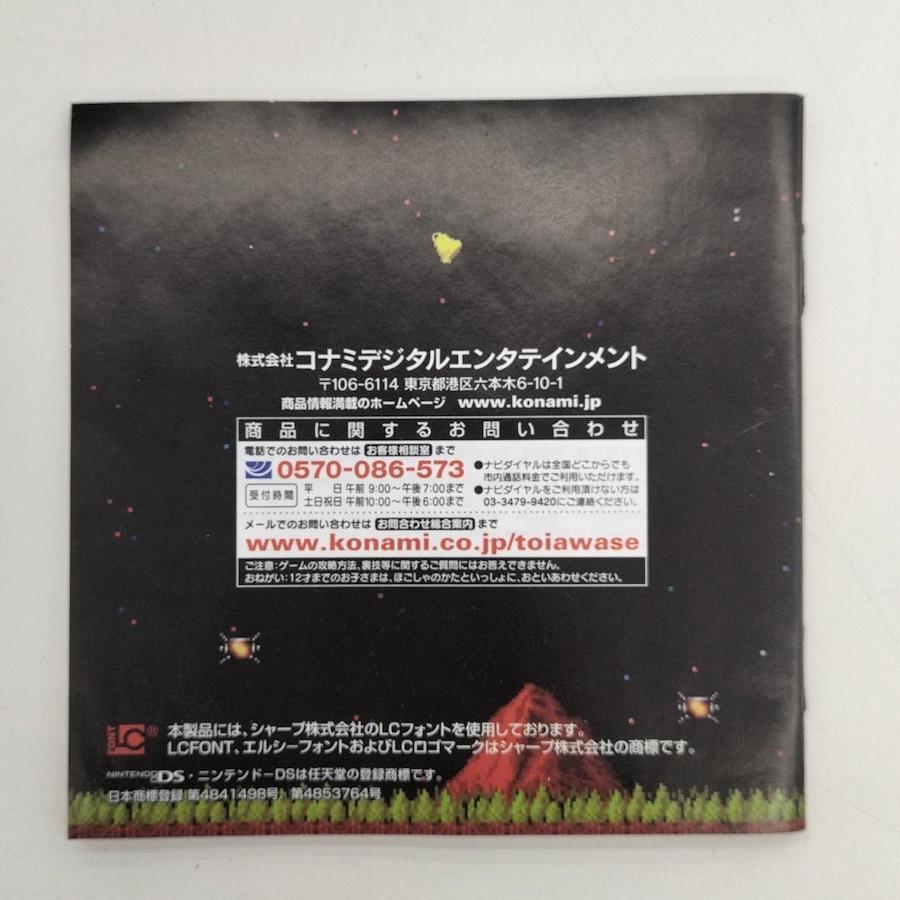 株式会社コナミデジタルエンタテインメント
〒106-6114 東京都港区六本木6-10-1
商品情報満載のホームページ www.konami.jp
商品に関するお問い合わせ
電話でのお問い合わせは お客様相談室 まで
0570-086-573
受付時間
平　日 午前 9:00〜午後7:00まで
土日祝日 午前10:00〜午後6:00まで
●ナビダイヤルは全国どこからでも
市内通話料金でご利用いただけます。
●ナビダイヤルをご利用頂けない方は
03-3479-9420にご連絡ください。
メールでのお問い合わせは お問合わせ総合案内 まで
www.konami.co.jp/toiawase
ご注意:ゲームの攻略方法、裏技等に関するご質問にはお答えできません。
おねがい:12才までのお子さまは、ほごしゃのかたといっしょに、おといあわせください。
LC FONT ®
本製品には、シャープ株式会社のLCフォントを使用しております。
LCFONT、エルシーフォントおよびLCロゴマークはシャープ株式会社の商標です。
NINTENDO DS・ニンテンドーDSは任天堂の登録商標です。
日本商標登録 第4841498号、第4853764号